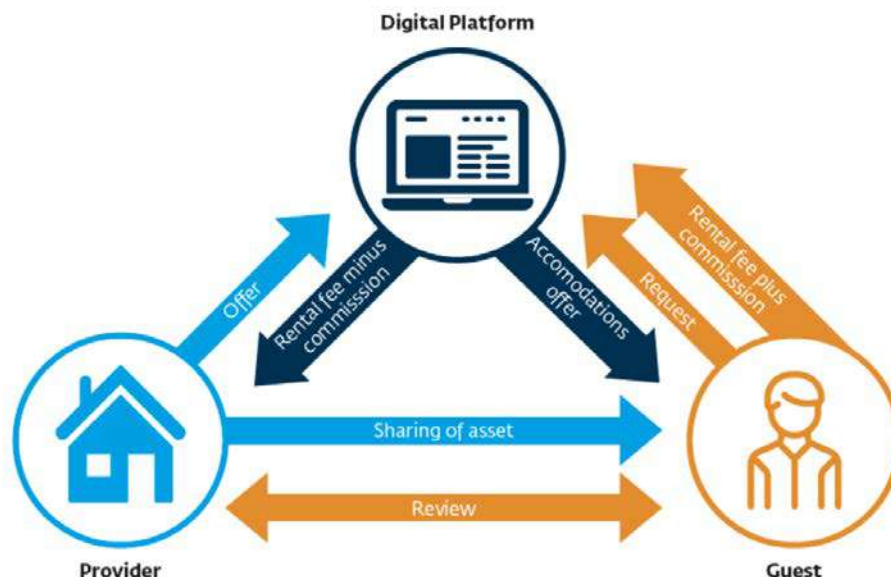 Digital Platform
Offer
Rental fee minus
commisssion
Accomodations
offer
Request
Rental fee plus
commisssion
Sharing of asset
Review
Provider
Guest